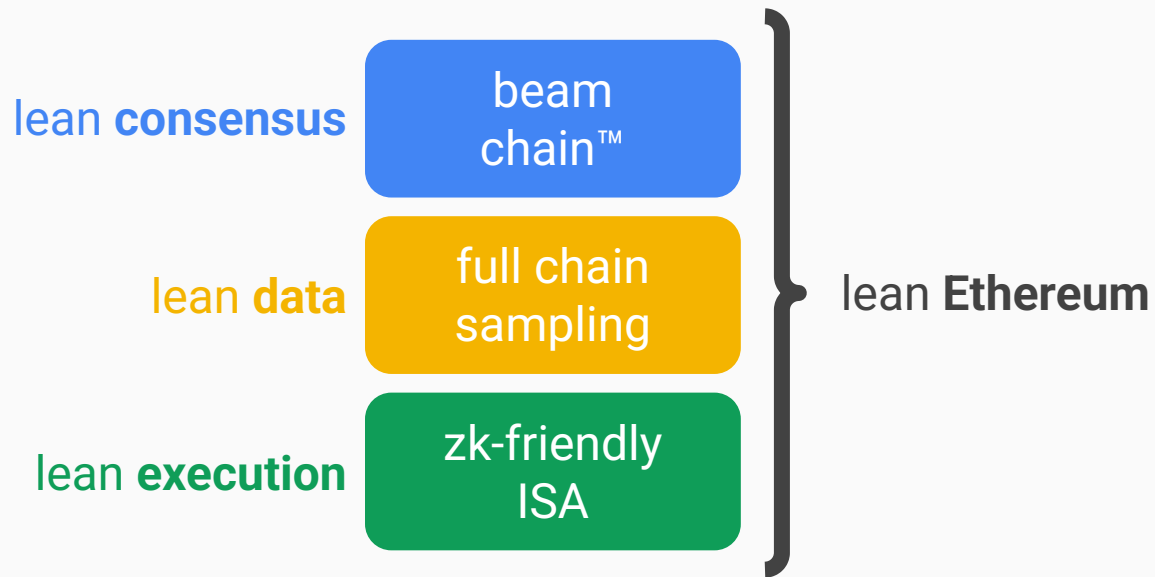 lean consensus
beam
chain™
lean data
full chain
sampling
lean execution
zk-friendly
ISA
lean Ethereum